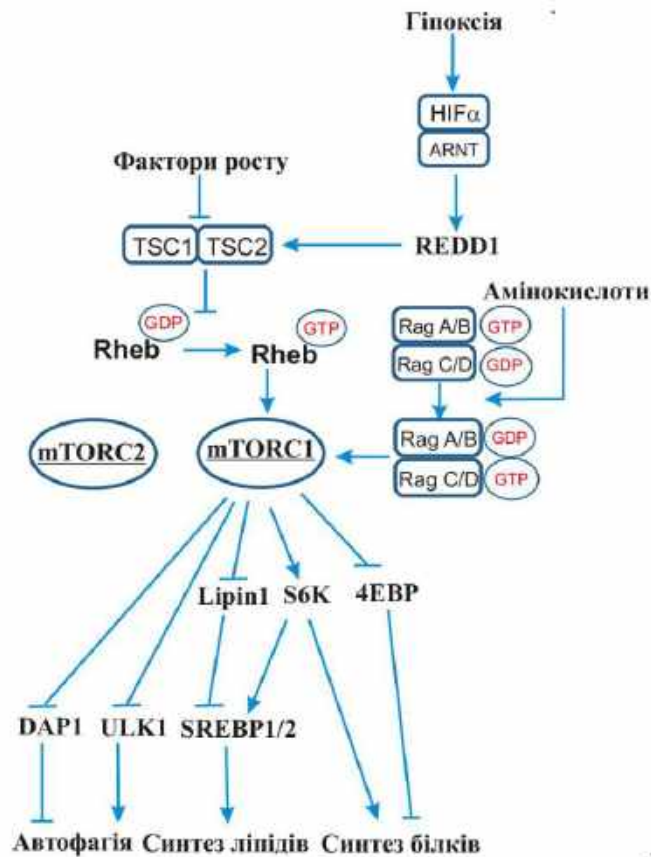 Гіпоксія
HIFα
ARNT
Фактори росту
TSC1 TSC2
REDD1
Амінокислоти
GDP
GTP
Rheb
Rheb
Rag A/B GTP
Rag C/D GDP
mTORC2
mTORC1
Rag A/B GDP
Rag C/D GTP
Lipin1 S6K 4EBP
DAP1 ULK1 SREBP1/2
Автофагія Синтез ліпідів Синтез білків